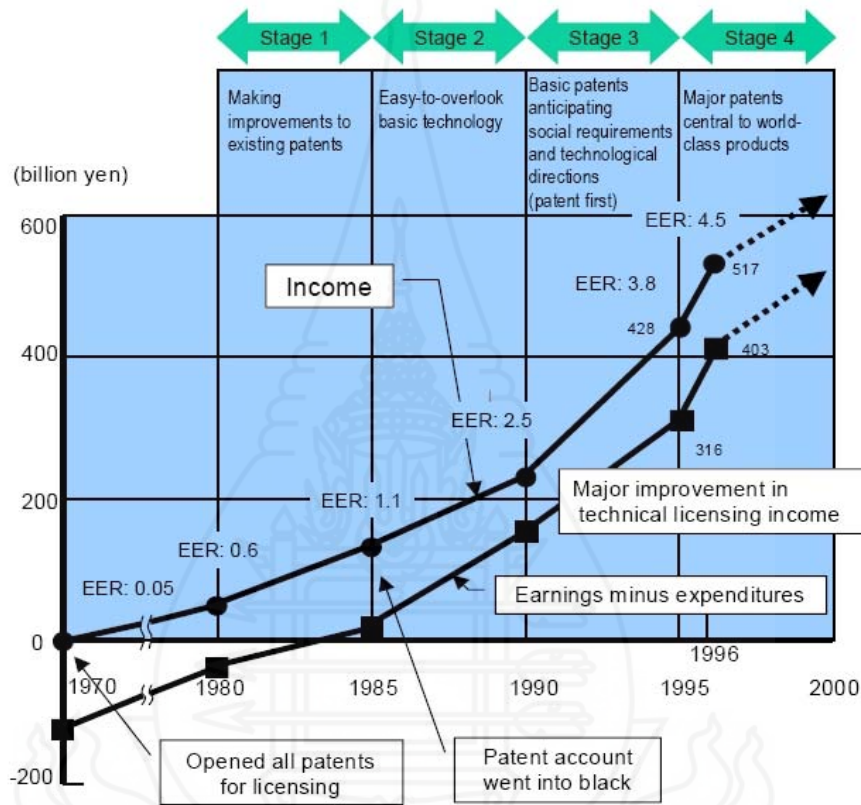 Stage 1
Stage 2
Stage 3
Stage 4
Making
improvements to
existing patents
Easy-to-overlook
basic technology
Basic patents
anticipating
social requirements
and technological
directions
(patent first)
Major patents
central to world-
class products
(billion yen)
600
400
200
0
-200
EER: 4.5
517
EER: 3.8
428
403
Income
EER: 2.5
316
EER: 1.1
Major improvement in
technical licensing income
EER: 0.6
EER: 0.05
Earnings minus expenditures
1970
1980
1985
1990
1995
1996
2000
Opened all patents
for licensing
Patent account
went into black